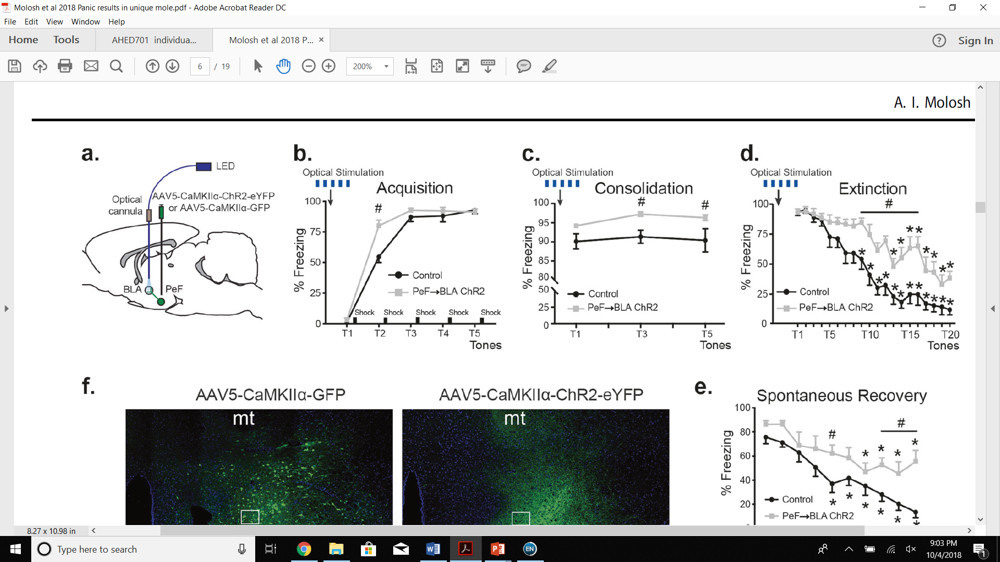 Molosh et al 2018 Panic results in unique mole.pdf - Adobe Acrobat Reader DC
File Edit View Window Help
Home Tools AHED701 individua... Molosh et al 2018 P... × ? Sign In
6 / 19 200%
A. I. Molosh
a.
LED
Optical cannula
AAV5-CaMKIIα-ChR2-eYFP
or AAV5-CaMKIIα-GFP
BLA PeF
b.
Optical Stimulation
Acquisition
#
% Freezing
100
75
50
25
0
Control
PeF→BLA ChR2
Shock Shock Shock Shock Shock
T1 T2 T3 T4 T5
Tones
c.
Optical Stimulation
Consolidation
# #
% Freezing
100
95
90
85
80
50
25
0
Control
PeF→BLA ChR2
T1 T3 T5
Tones
d.
Optical Stimulation
Extinction
#
% Freezing
100
75
50
25
0
* * * * * * * *
* * * * * * * * * * * *
Control
PeF→BLA ChR2
T1 T5 T10 T15 T20
Tones
f.
AAV5-CaMKIIα-GFP AAV5-CaMKIIα-ChR2-eYFP
mt mt
e.
Spontaneous Recovery
# #
% Freezing
100
80
60
40
20
* * * *
* * * * * *
Control
PeF→BLA ChR2
8.27 x 10.98 in
Type here to search
EN
9:03 PM
10/4/2018
1